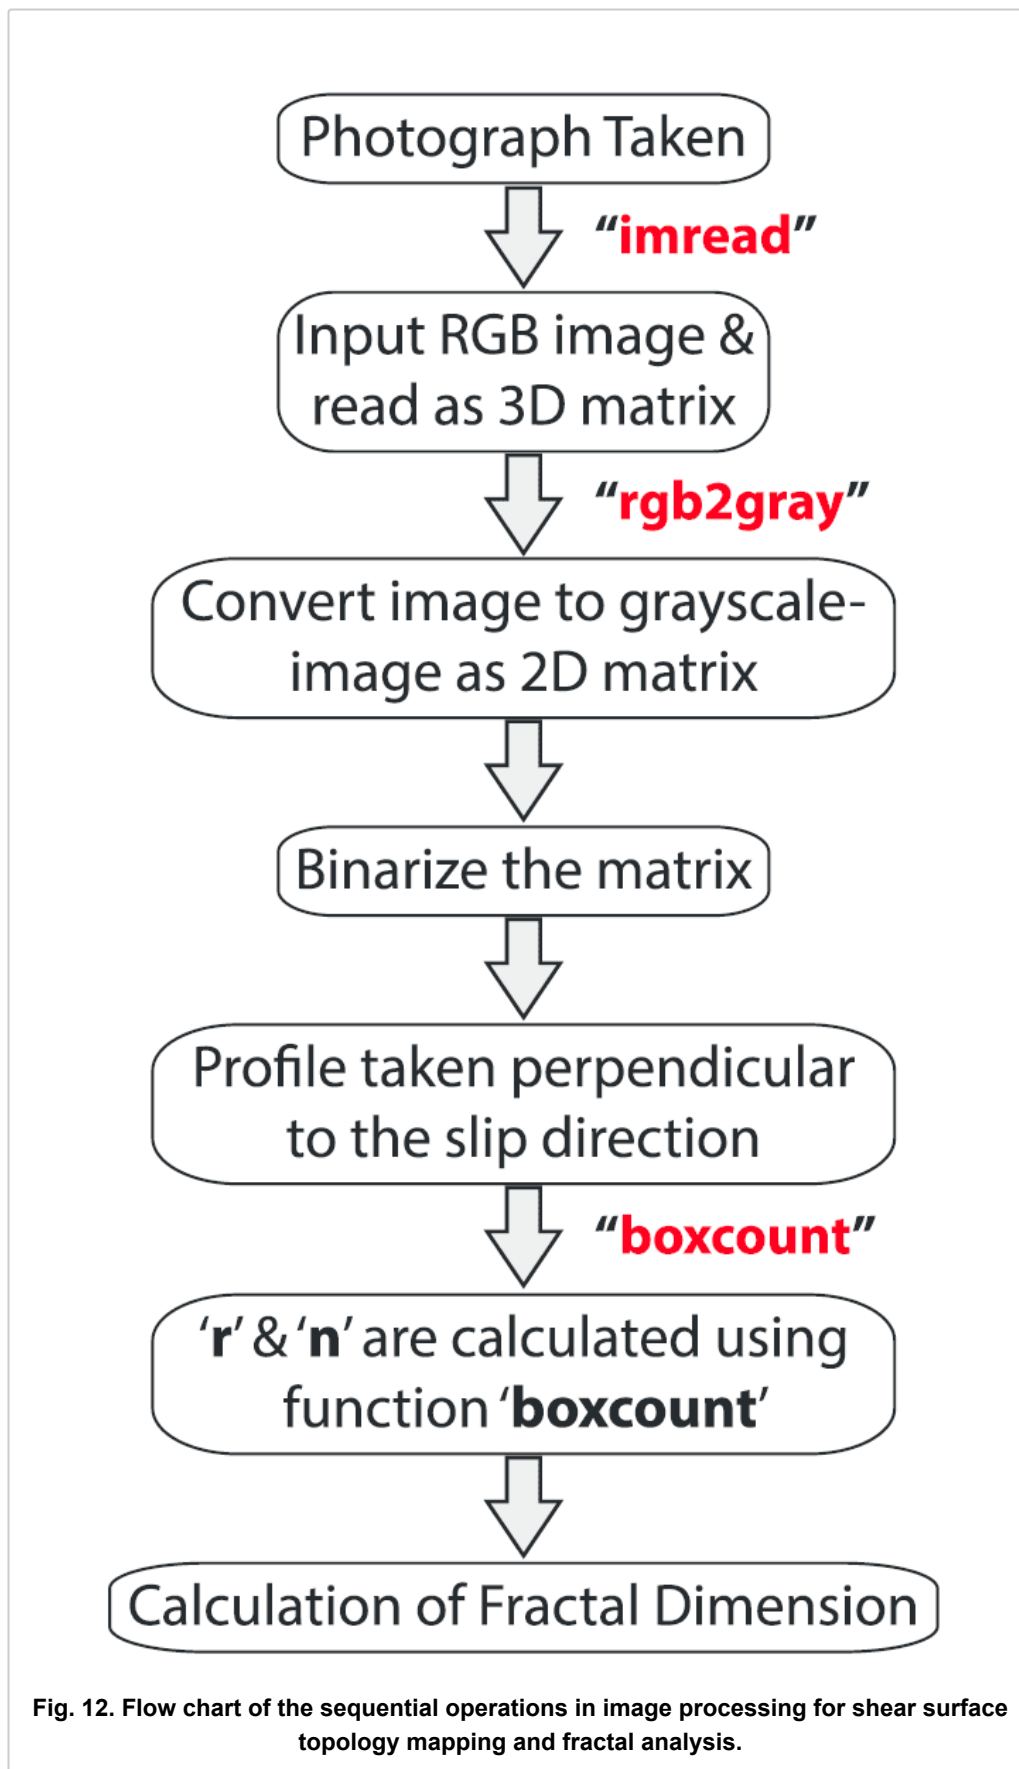 Photograph Taken
“imread”
Input RGB image &
read as 3D matrix
“rgb2gray”
Convert image to grayscale-
image as 2D matrix
Binarize the matrix
Profile taken perpendicular
to the slip direction
“boxcount”
‘r’ & ‘n’ are calculated using
function ‘boxcount’
Calculation of Fractal Dimension
Fig. 12. Flow chart of the sequential operations in image processing for shear surface
topology mapping and fractal analysis.